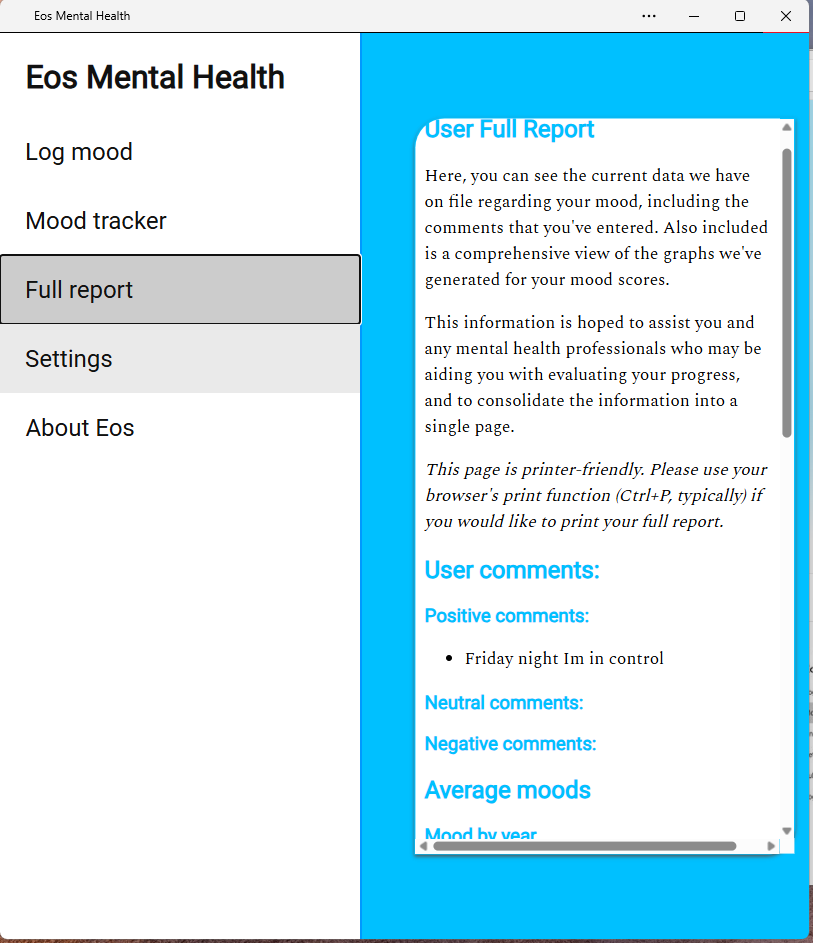 Eos Mental Health
Eos Mental Health
Log mood
Mood tracker
Full report
Settings
About Eos
User Full Report
Here, you can see the current data we have
on file regarding your mood, including the
comments that you've entered. Also included
is a comprehensive view of the graphs we've
generated for your mood scores.
This information is hoped to assist you and
any mental health professionals who may be
aiding you with evaluating your progress,
and to consolidate the information into a
single page.
This page is printer-friendly. Please use your
browser's print function (Ctrl+P, typically) if
you would like to print your full report.
User comments:
Positive comments:
• Friday night Im in control
Neutral comments:
Negative comments:
Average moods
Mood by year